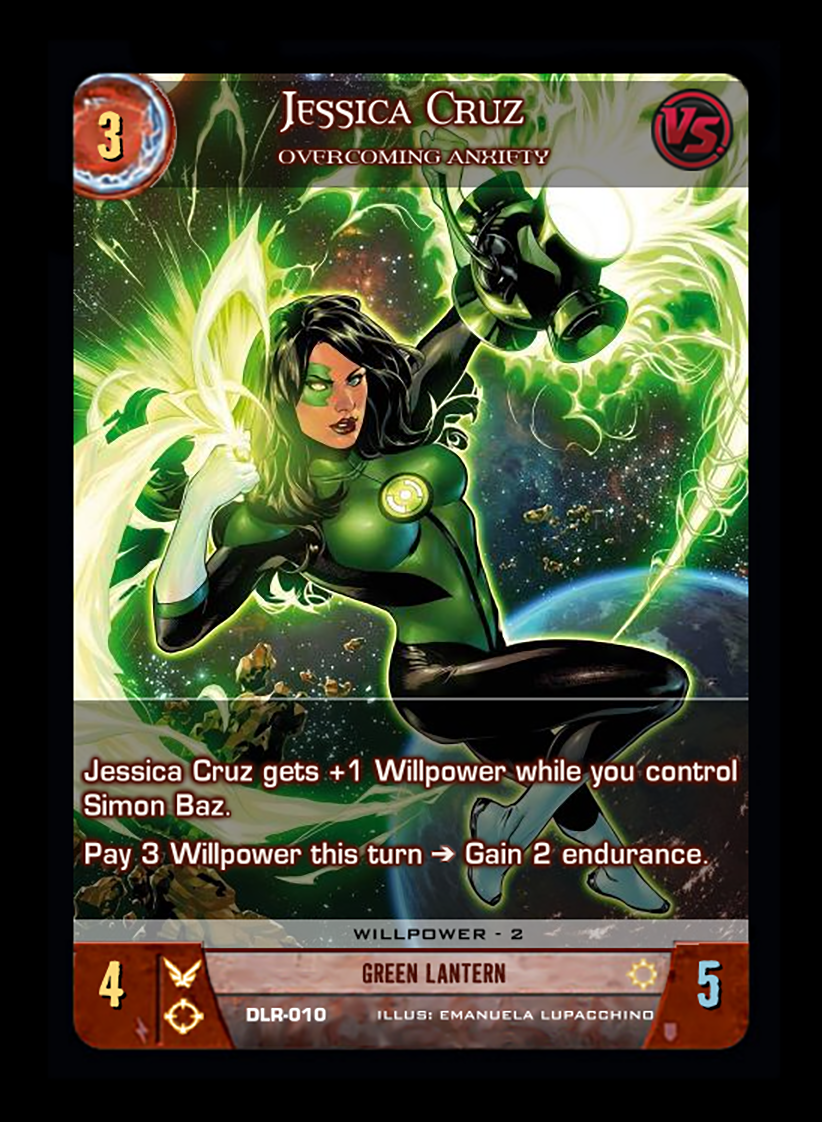 3
Jessica Cruz
VS.
OVERCOMING ANXIETY
Jessica Cruz gets +1 Willpower while you control
Simon Baz.
Pay 3 Willpower this turn ➔ Gain 2 endurance.
WILLPOWER - 2
4
GREEN LANTERN
5
DLR-010
ILLUS: EMANUELA LUPACCHINO